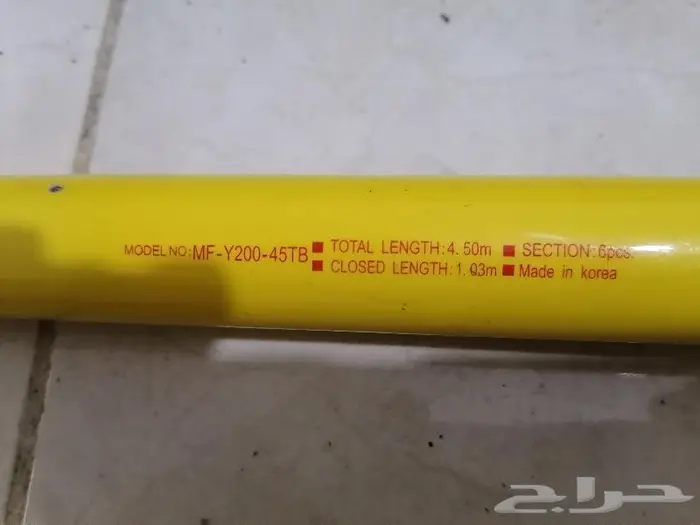 MODEL NO: MF-Y200-45TB
■ TOTAL LENGTH:4.50m ■ SECTION:6pcs.
■ CLOSED LENGTH:1.03m ■ Made in korea
حراج